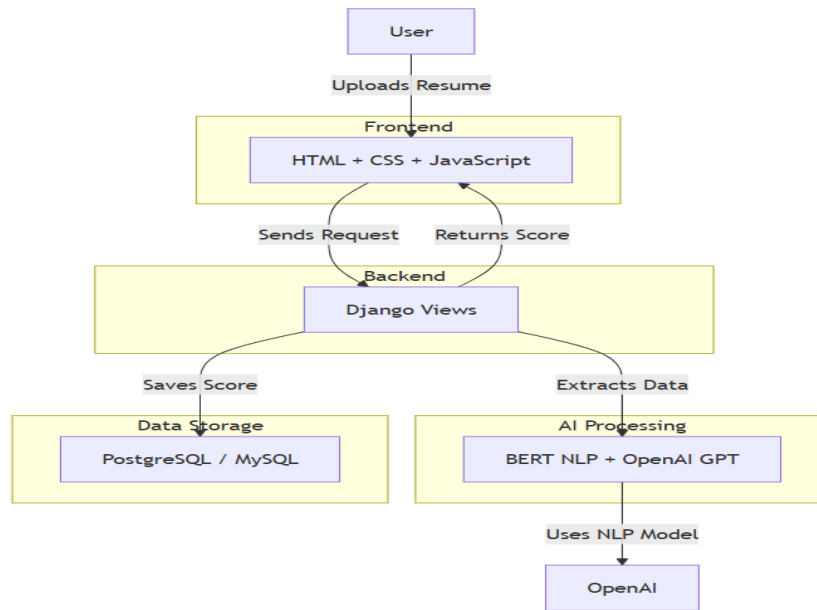 User
Uploads Resume
Frontend
HTML + CSS + JavaScript
Sends Request
Returns Score
Backend
Django Views
Saves Score
Extracts Data
Data Storage
AI Processing
PostgreSQL / MySQL
BERT NLP + OpenAI GPT
Uses NLP Model
OpenAI